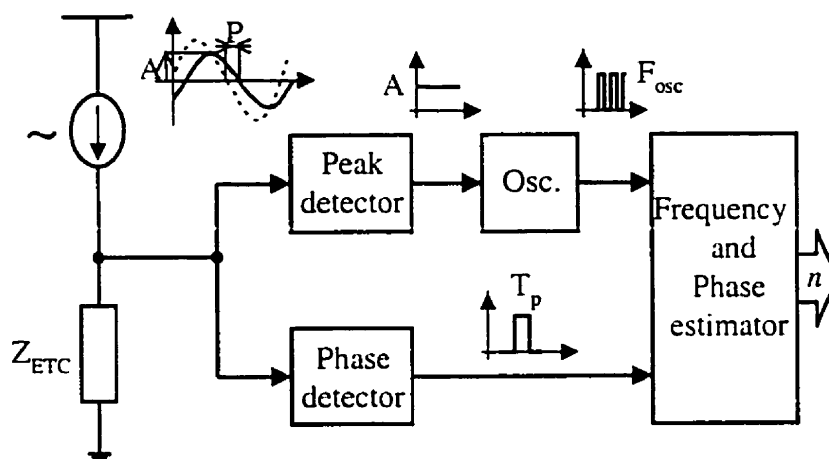 P
A
A
F_osc
~
Peak
detector
Osc.
Frequency
and
Phase
estimator
n
T_p
Z_ETC
Phase
detector